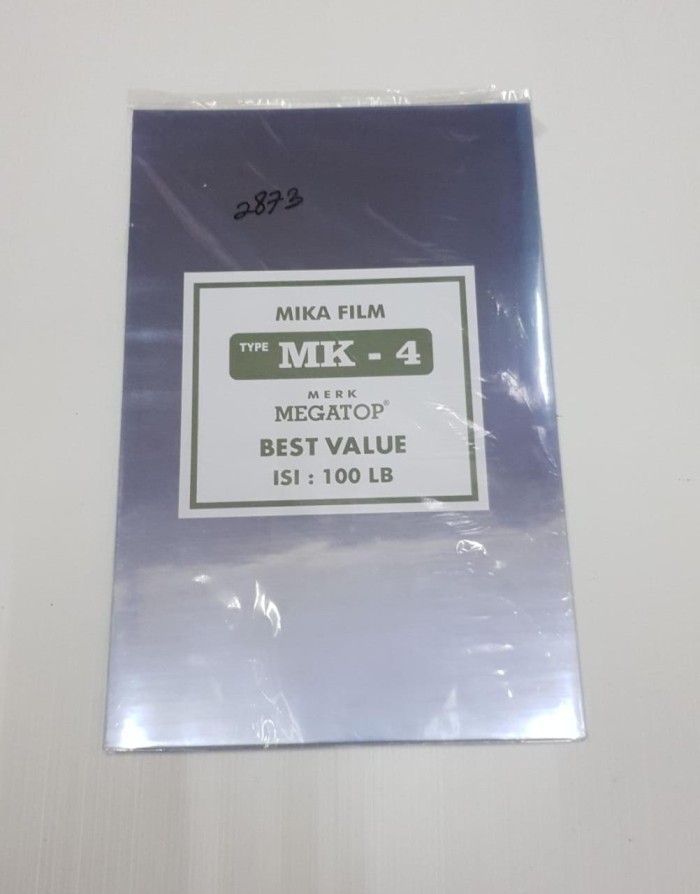 2873
MIKA FILM
TYPE MK - 4
MERK
MEGATOP®
BEST VALUE
ISI : 100 LB